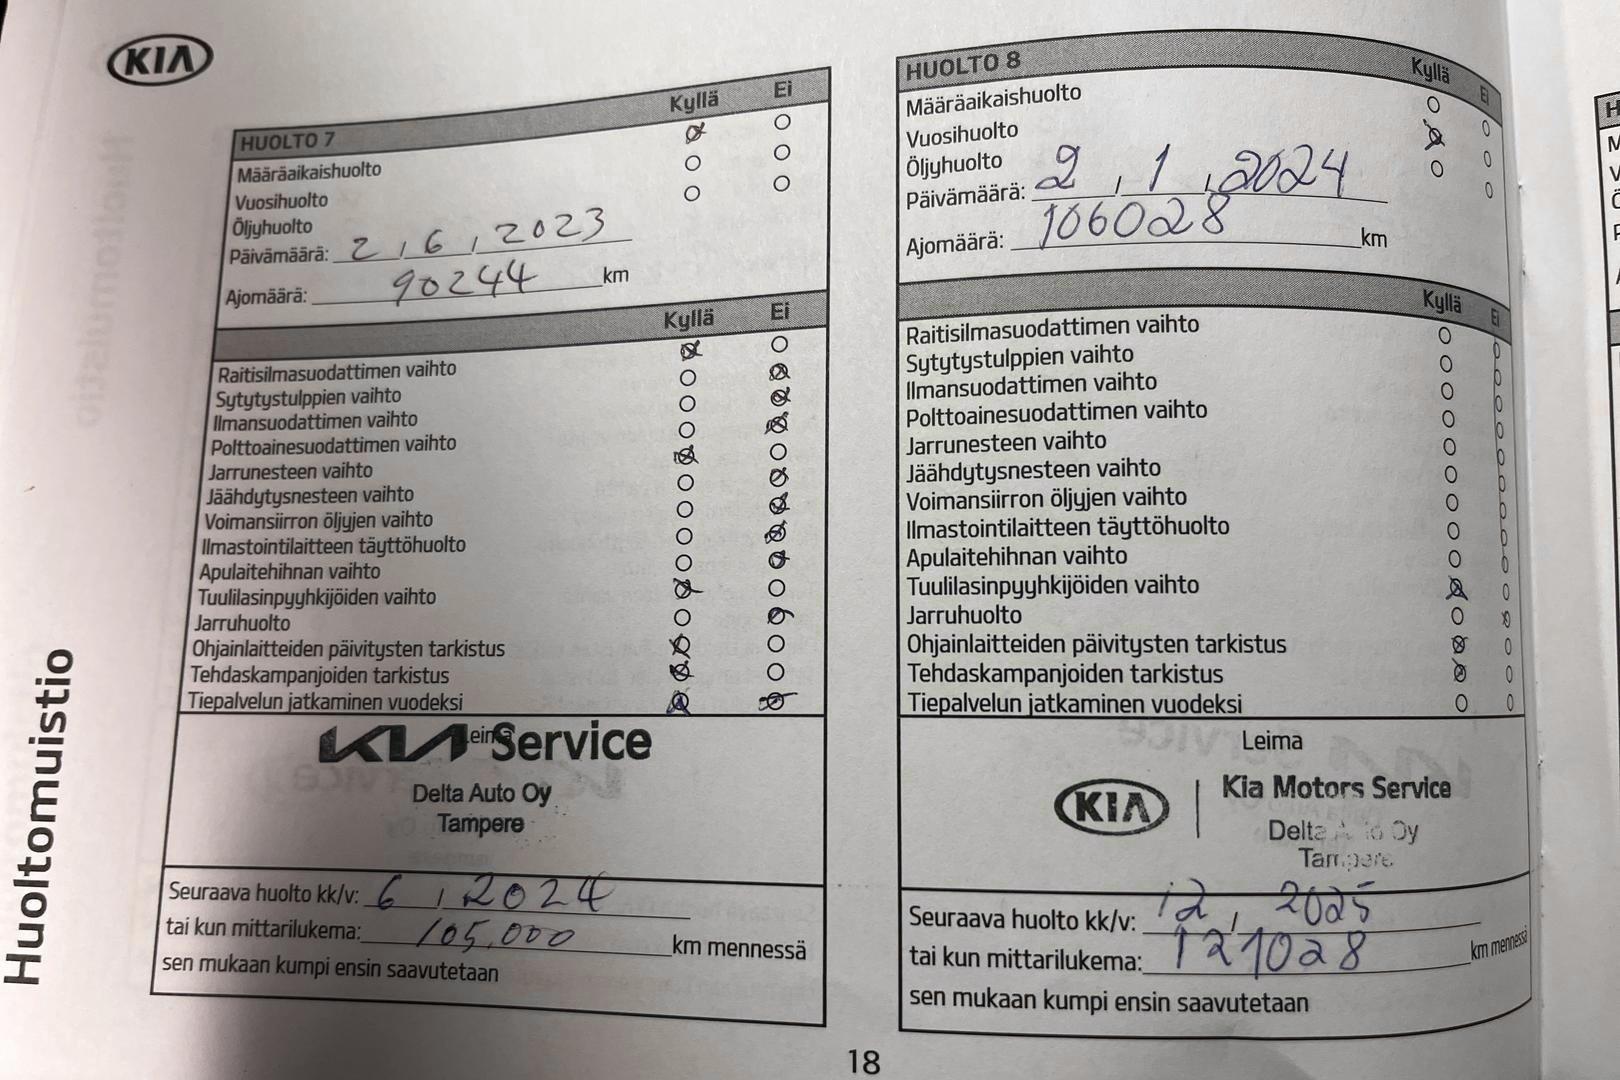 KIA
Huoltomuistio
HUOLTO 7
Kyllä Ei
Määräaikaishuolto
Vuosihuolto
Öljyhuolto
Päivämäärä: 2 / 6 / 2023
Ajomäärä: 90244 km
Kyllä Ei
Raitisilmasuodattimen vaihto
Sytytystulppien vaihto
Ilmansuodattimen vaihto
Polttoainesuodattimen vaihto
Jarrunesteen vaihto
Jäähdytysnesteen vaihto
Voimansiirron öljyjen vaihto
Ilmastointilaitteen täyttöhuolto
Apulaitehihnan vaihto
Tuulilasinpyyhkijöiden vaihto
Jarruhuolto
Ohjainlaitteiden päivitysten tarkistus
Tehdaskampanjoiden tarkistus
Tiepalvelun jatkaminen vuodeksi
Leima
KIA Service
Delta Auto Oy
Tampere
Seuraava huolto kk/v: 6 / 2024
tai kun mittarilukema: 105.000 km mennessä
sen mukaan kumpi ensin saavutetaan
HUOLTO 8
Kyllä Ei
Määräaikaishuolto
Vuosihuolto
Öljyhuolto
Päivämäärä: 2 / 1 / 2024
Ajomäärä: 106028 km
Kyllä Ei
Raitisilmasuodattimen vaihto
Sytytystulppien vaihto
Ilmansuodattimen vaihto
Polttoainesuodattimen vaihto
Jarrunesteen vaihto
Jäähdytysnesteen vaihto
Voimansiirron öljyjen vaihto
Ilmastointilaitteen täyttöhuolto
Apulaitehihnan vaihto
Tuulilasinpyyhkijöiden vaihto
Jarruhuolto
Ohjainlaitteiden päivitysten tarkistus
Tehdaskampanjoiden tarkistus
Tiepalvelun jatkaminen vuodeksi
Leima
KIA Kia Motors Service
Delta Auto Oy
Tampere
Seuraava huolto kk/v: 12 / 2025
tai kun mittarilukema: 121028 km mennessä
sen mukaan kumpi ensin saavutetaan
18